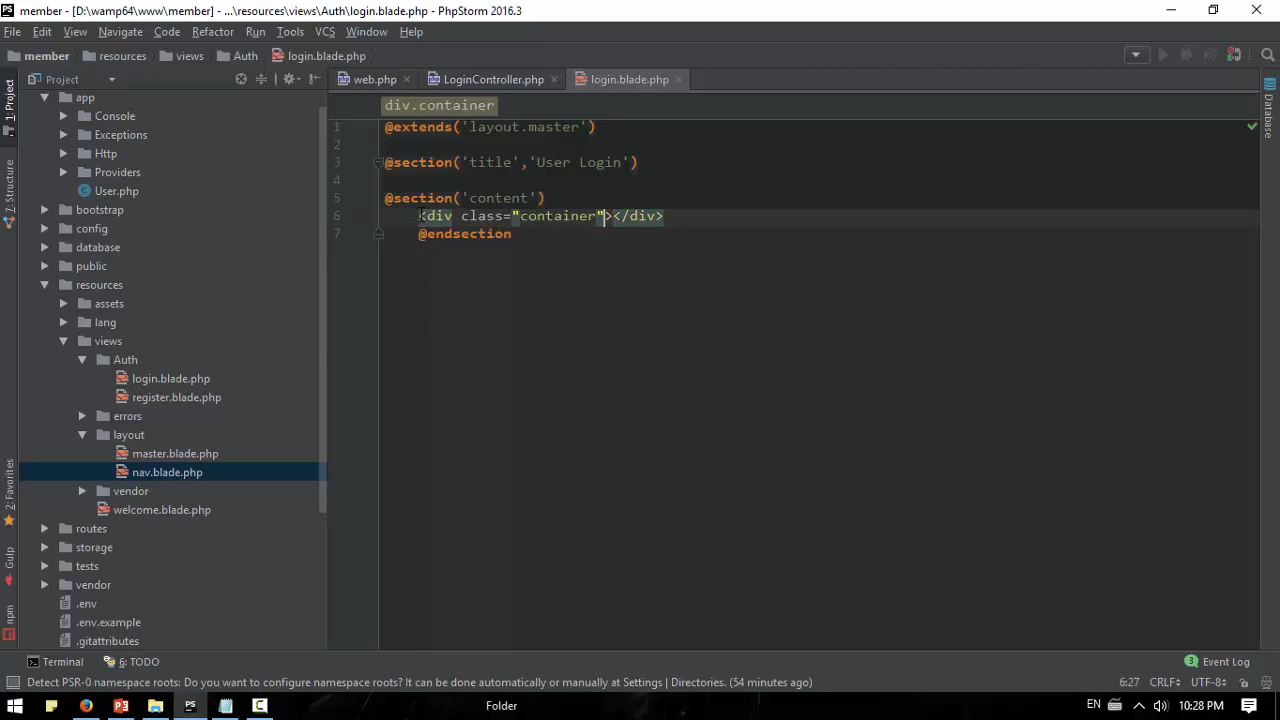 member - [D:\wamp64\www\member] - ...\resources\views\Auth\login.blade.php - PhpStorm 2016.3
File Edit View Navigate Code Refactor Run Tools VCS Window Help
member resources views Auth login.blade.php
Project
web.php LoginController.php login.blade.php
div.container
1: Project
7: Structure
2: Favorites
Gulp
npm
Database
app
Console
Exceptions
Http
Providers
User.php
bootstrap
config
database
public
resources
assets
lang
views
Auth
login.blade.php
register.blade.php
errors
layout
master.blade.php
nav.blade.php
vendor
welcome.blade.php
routes
storage
tests
vendor
.env
.env.example
.gitattributes
1 @extends('layout.master')
2
3 @section('title','User Login')
4
5 @section('content')
6 <div class="container"></div>
7 @endsection
Terminal 6: TODO 3 Event Log
Detect PSR-0 namespace roots: Do you want to configure namespace roots? It can be done automatically or manually at Settings | Directories. (54 minutes ago) 6:27 CRLF÷ UTF-8÷
Folder EN 10:28 PM